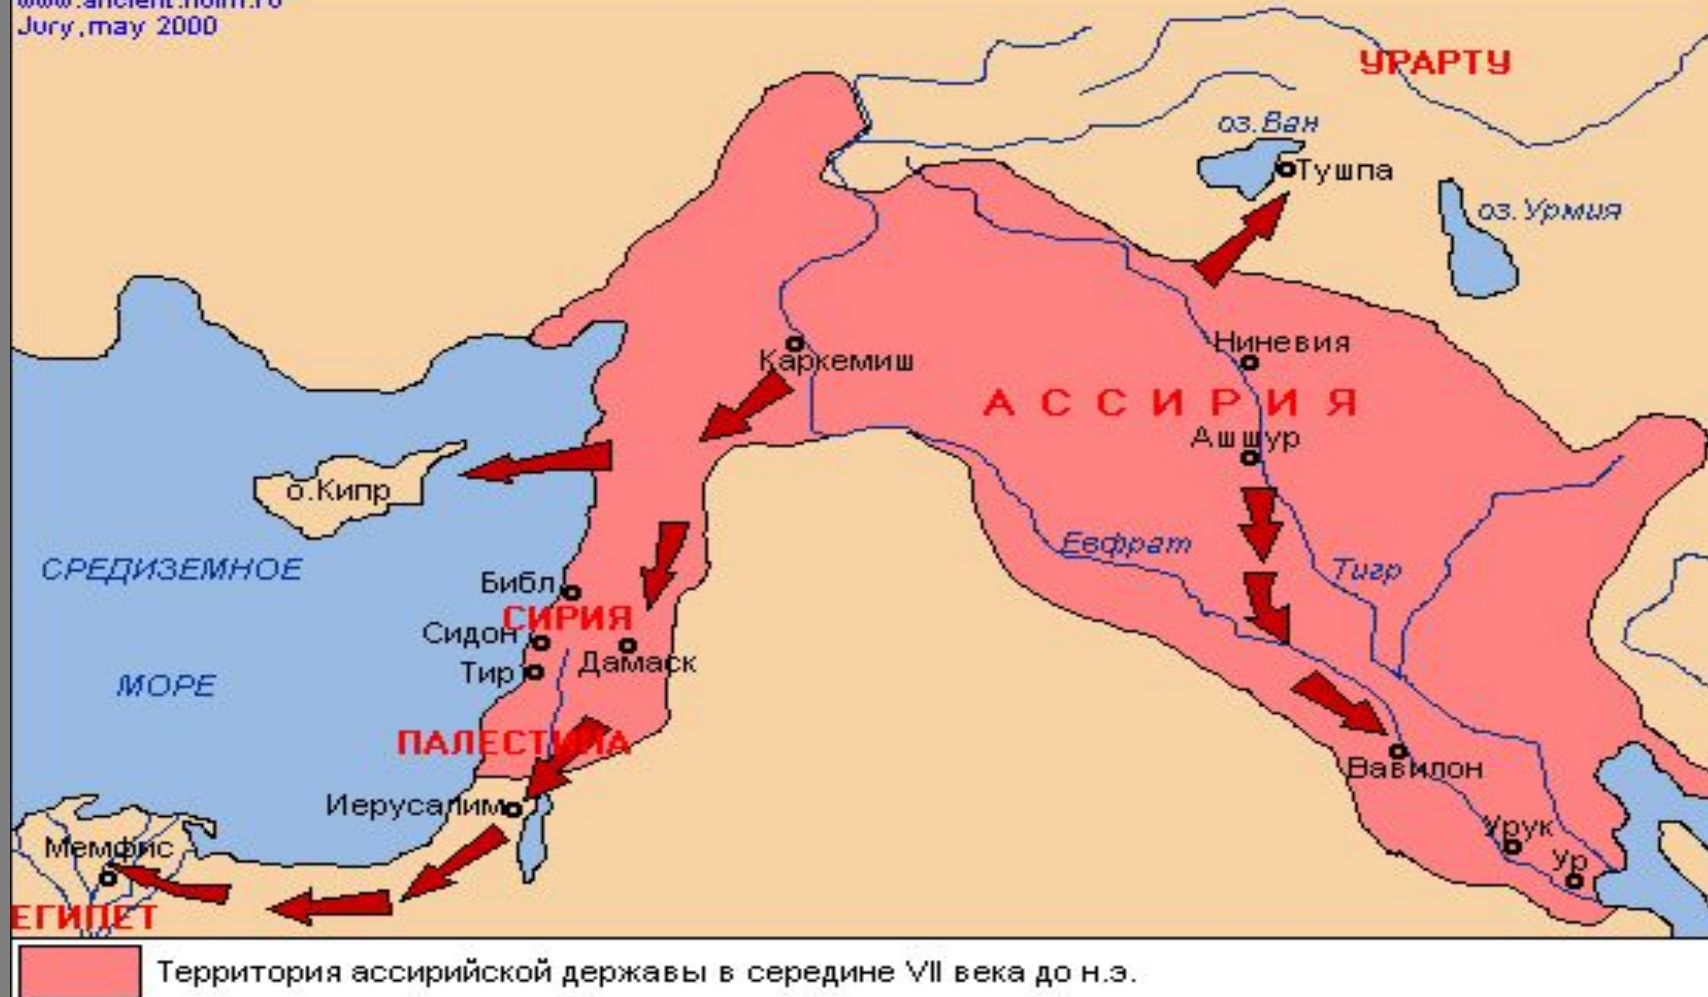 Jury, may 2000
УРАРТУ
оз.Ван
Тушпа
оз.Урмия
Ниневия
Каркемиш
АССИРИЯ
Ашшур
о.Кипр
Евфрат
СРЕДИЗЕМНОЕ
Тигр
Библ
СИРИЯ
Сидон
Дамаск
Тир
МОРЕ
ПАЛЕСТИНА
Вавилон
Иерусалим
Урук
Мемфис
Ур
ЕГИПЕТ
Территория ассирийской державы в середине VII века до н.э.